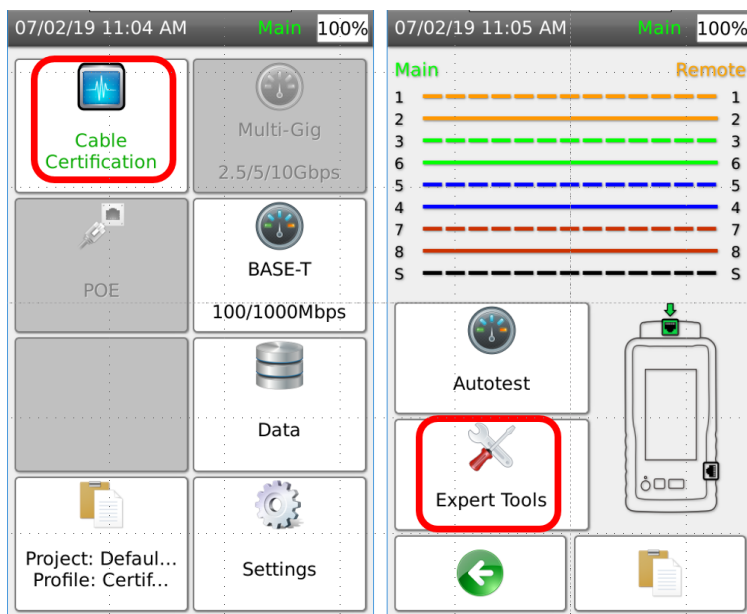 07/02/19 11:04 AM Main 100%
Cable
Certification
Multi-Gig
2.5/5/10Gbps
POE
BASE-T
100/1000Mbps
Data
Project: Defaul...
Profile: Certif...
Settings
07/02/19 11:05 AM Main 100%
Main Remote
1 1
2 2
3 3
6 6
5 5
4 4
7 7
8 8
S S
Autotest
Expert Tools